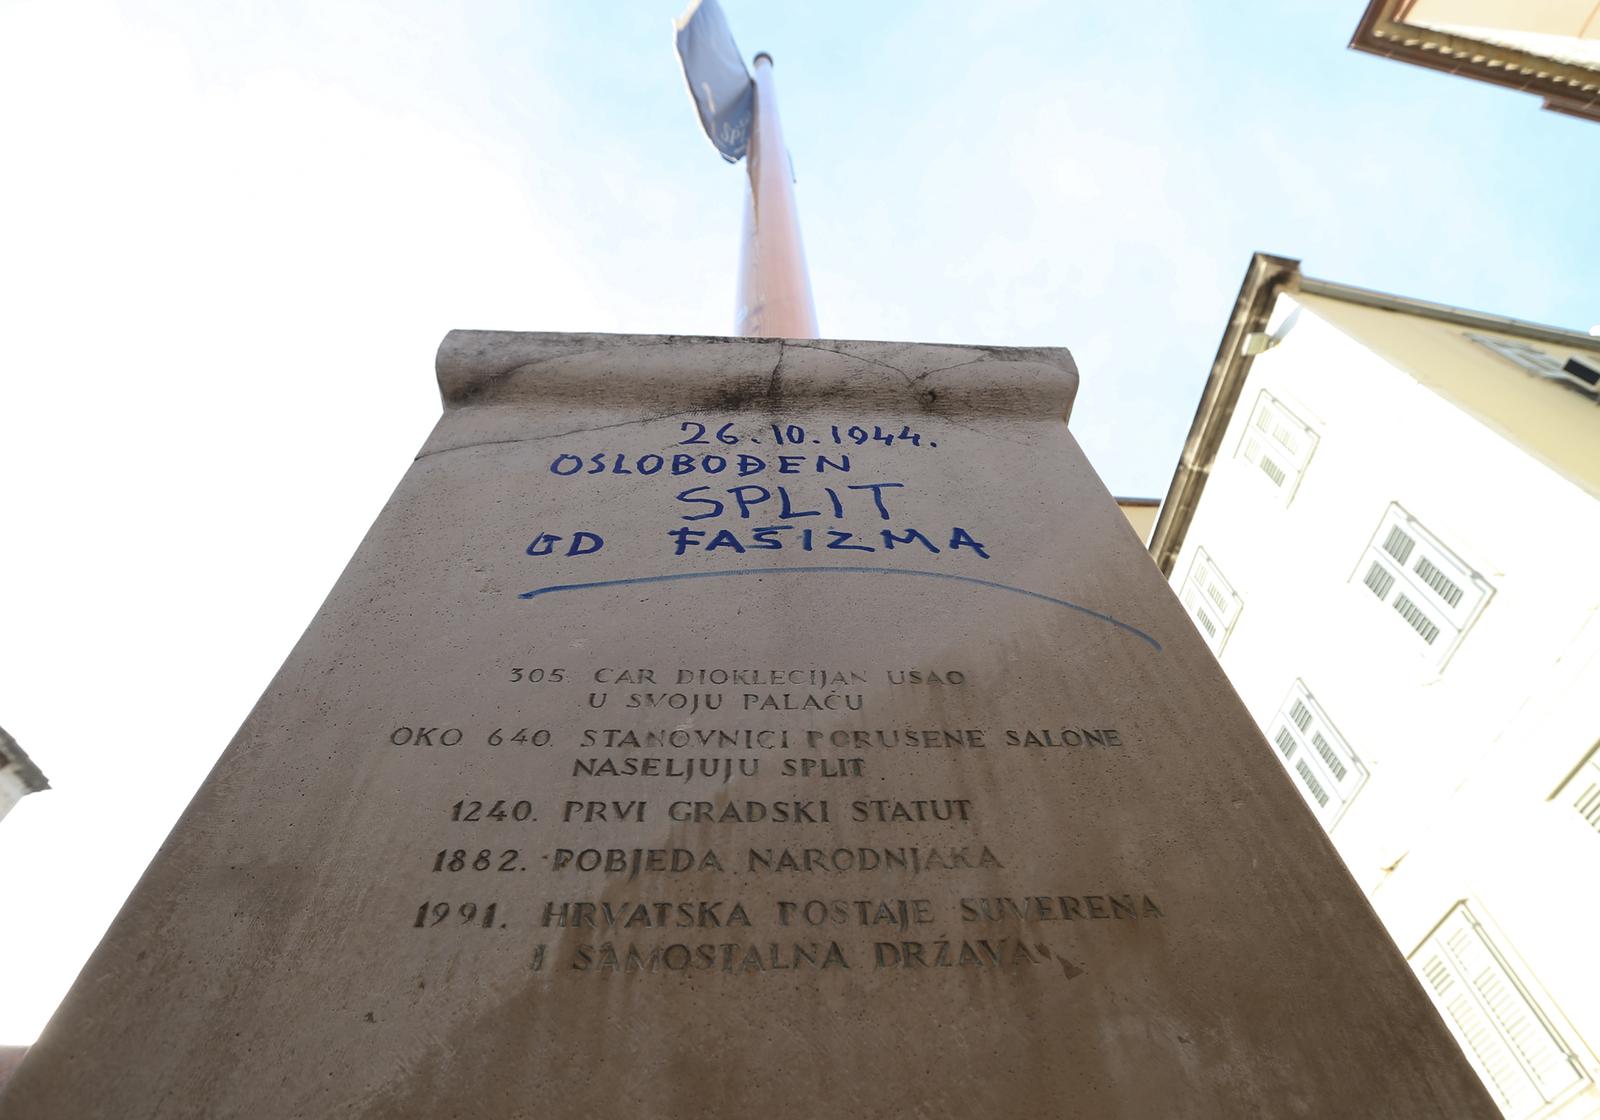 26.10.1944.
OSLOBOĐEN
SPLIT
OD FAŠIZMA
305. CAR DIOKLECIJAN UŠAO
U SVOJU PALAČU
OKO 640. STANOVNICI PORUŠENE SALONE
NASELJUJU SPLIT
1240. PRVI GRADSKI STATUT
1882. POBJEDA NARODNJAKA
1991. HRVATSKA POSTAJE SUVERENA
I SAMOSTALNA DRŽAVA